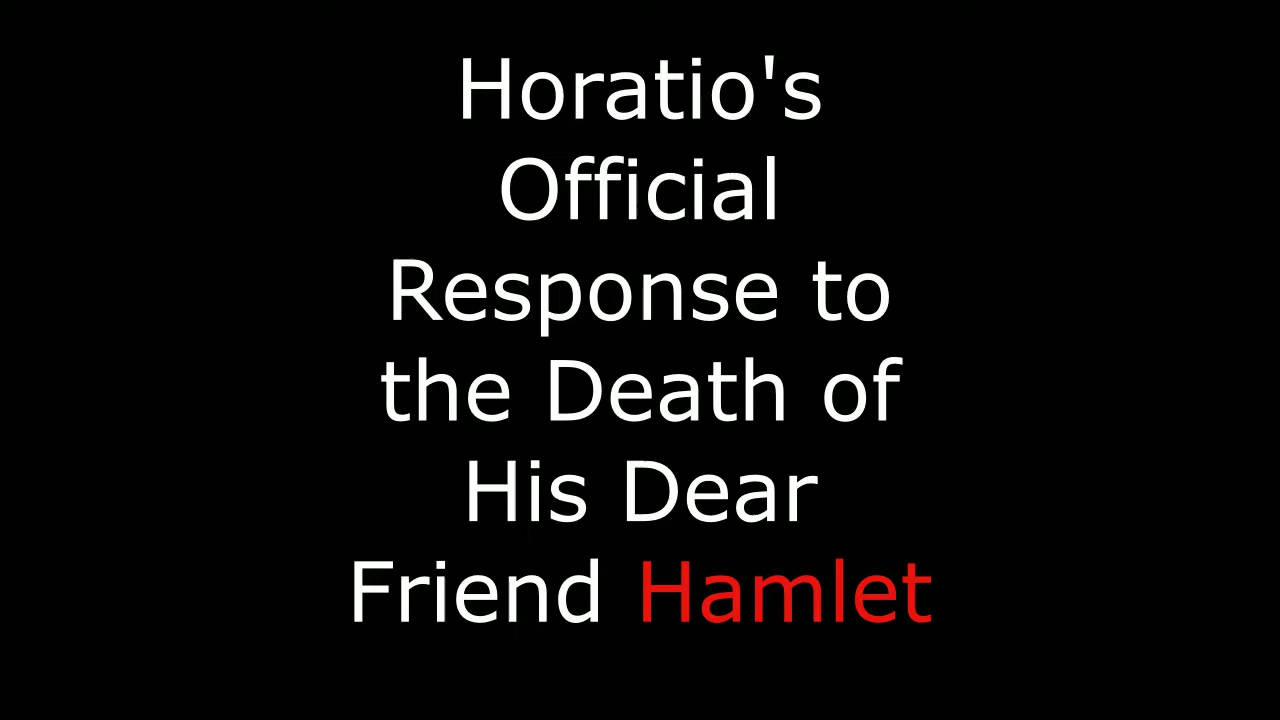 Horatio's
Official
Response to
the Death of
His Dear
Friend Hamlet